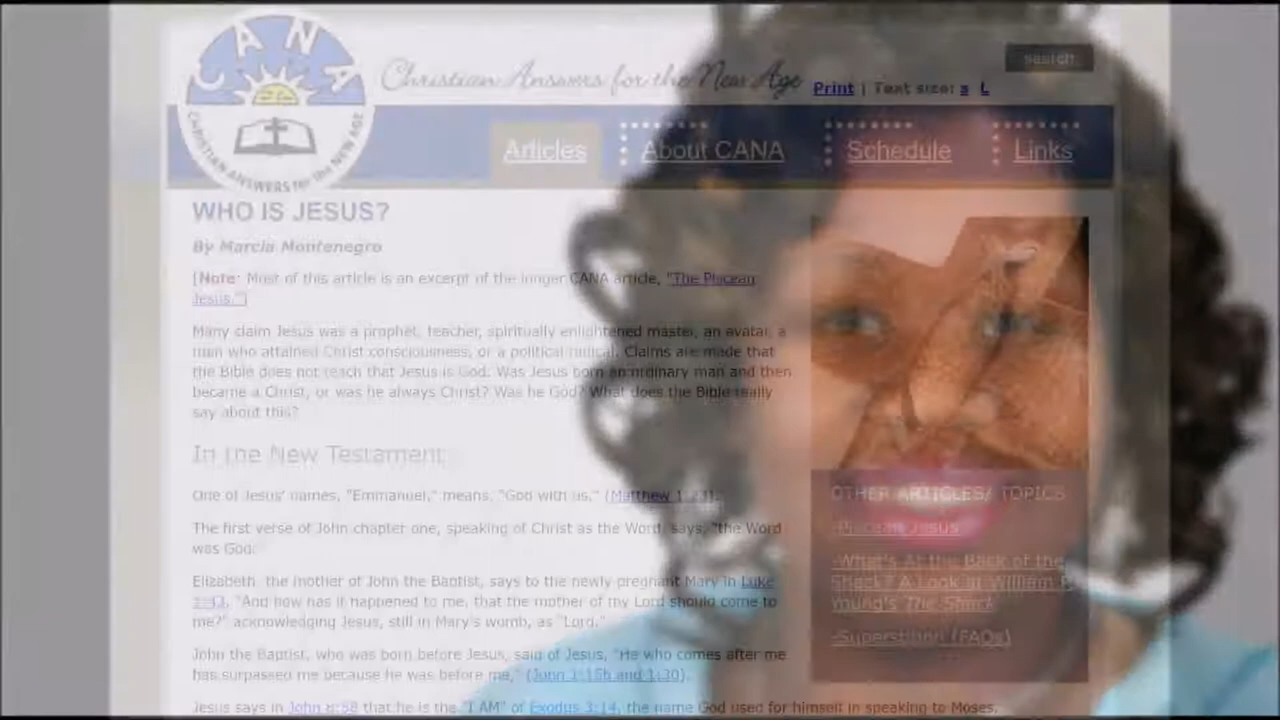 CANA
CHRISTIAN ANSWERS for the NEW AGE
Christian Answers for the New Age
search
Print | Text size: s L
Articles
About CANA
Schedule
Links
WHO IS JESUS?
By Marcia Montenegro
[Note: Most of this article is an excerpt of the longer CANA article, "The Piscean
Jesus."]
Many claim Jesus was a prophet, teacher, spiritually enlightened master, an avatar, a
man who attained Christ consciousness, or a political radical. Claims are made that
the Bible does not teach that Jesus is God. Was Jesus born an ordinary man and then
became a Christ, or was he always Christ? Was he God? What does the Bible really
say about this?
In the New Testament
One of Jesus' names, "Emmanuel," means, "God with us," (Matthew 1:23).
The first verse of John chapter one, speaking of Christ as the Word, says, "the Word
was God."
Elizabeth, the mother of John the Baptist, says to the newly pregnant Mary in Luke
1:43, "And how has it happened to me, that the mother of my Lord should come to
me?" acknowledging Jesus, still in Mary's womb, as "Lord."
John the Baptist, who was born before Jesus, said of Jesus, "He who comes after me
has surpassed me because he was before me," (John 1:15b and 1:30).
Jesus says in John 8:58 that he is the "I AM" of Exodus 3:14, the name God used for himself in speaking to Moses.
OTHER ARTICLES/ TOPICS
-Piscean Jesus
-What's At the Back of the
Shack? A Look at William P.
Young's The Shack
-Superstition (FAQs)